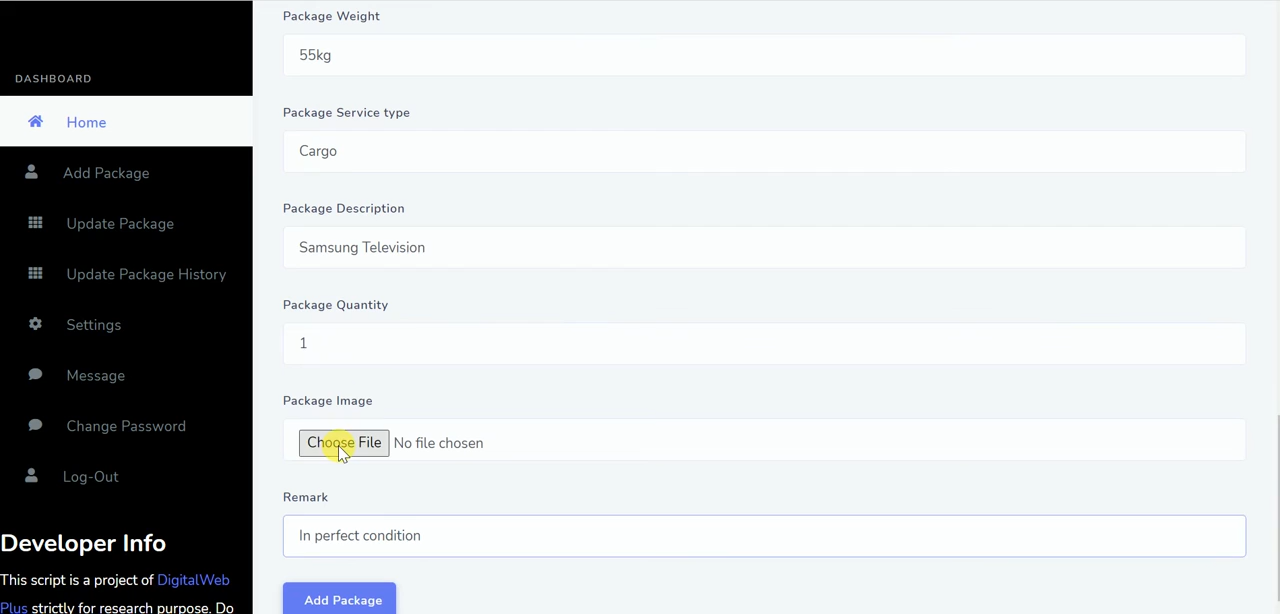 DASHBOARD
Home
Add Package
Update Package
Update Package History
Settings
Message
Change Password
Log-Out
Developer Info
This script is a project of DigitalWeb
Plus strictly for research purpose. Do
Package Weight
55kg
Package Service type
Cargo
Package Description
Samsung Television
Package Quantity
1
Package Image
Choose File No file chosen
Remark
In perfect condition
Add Package